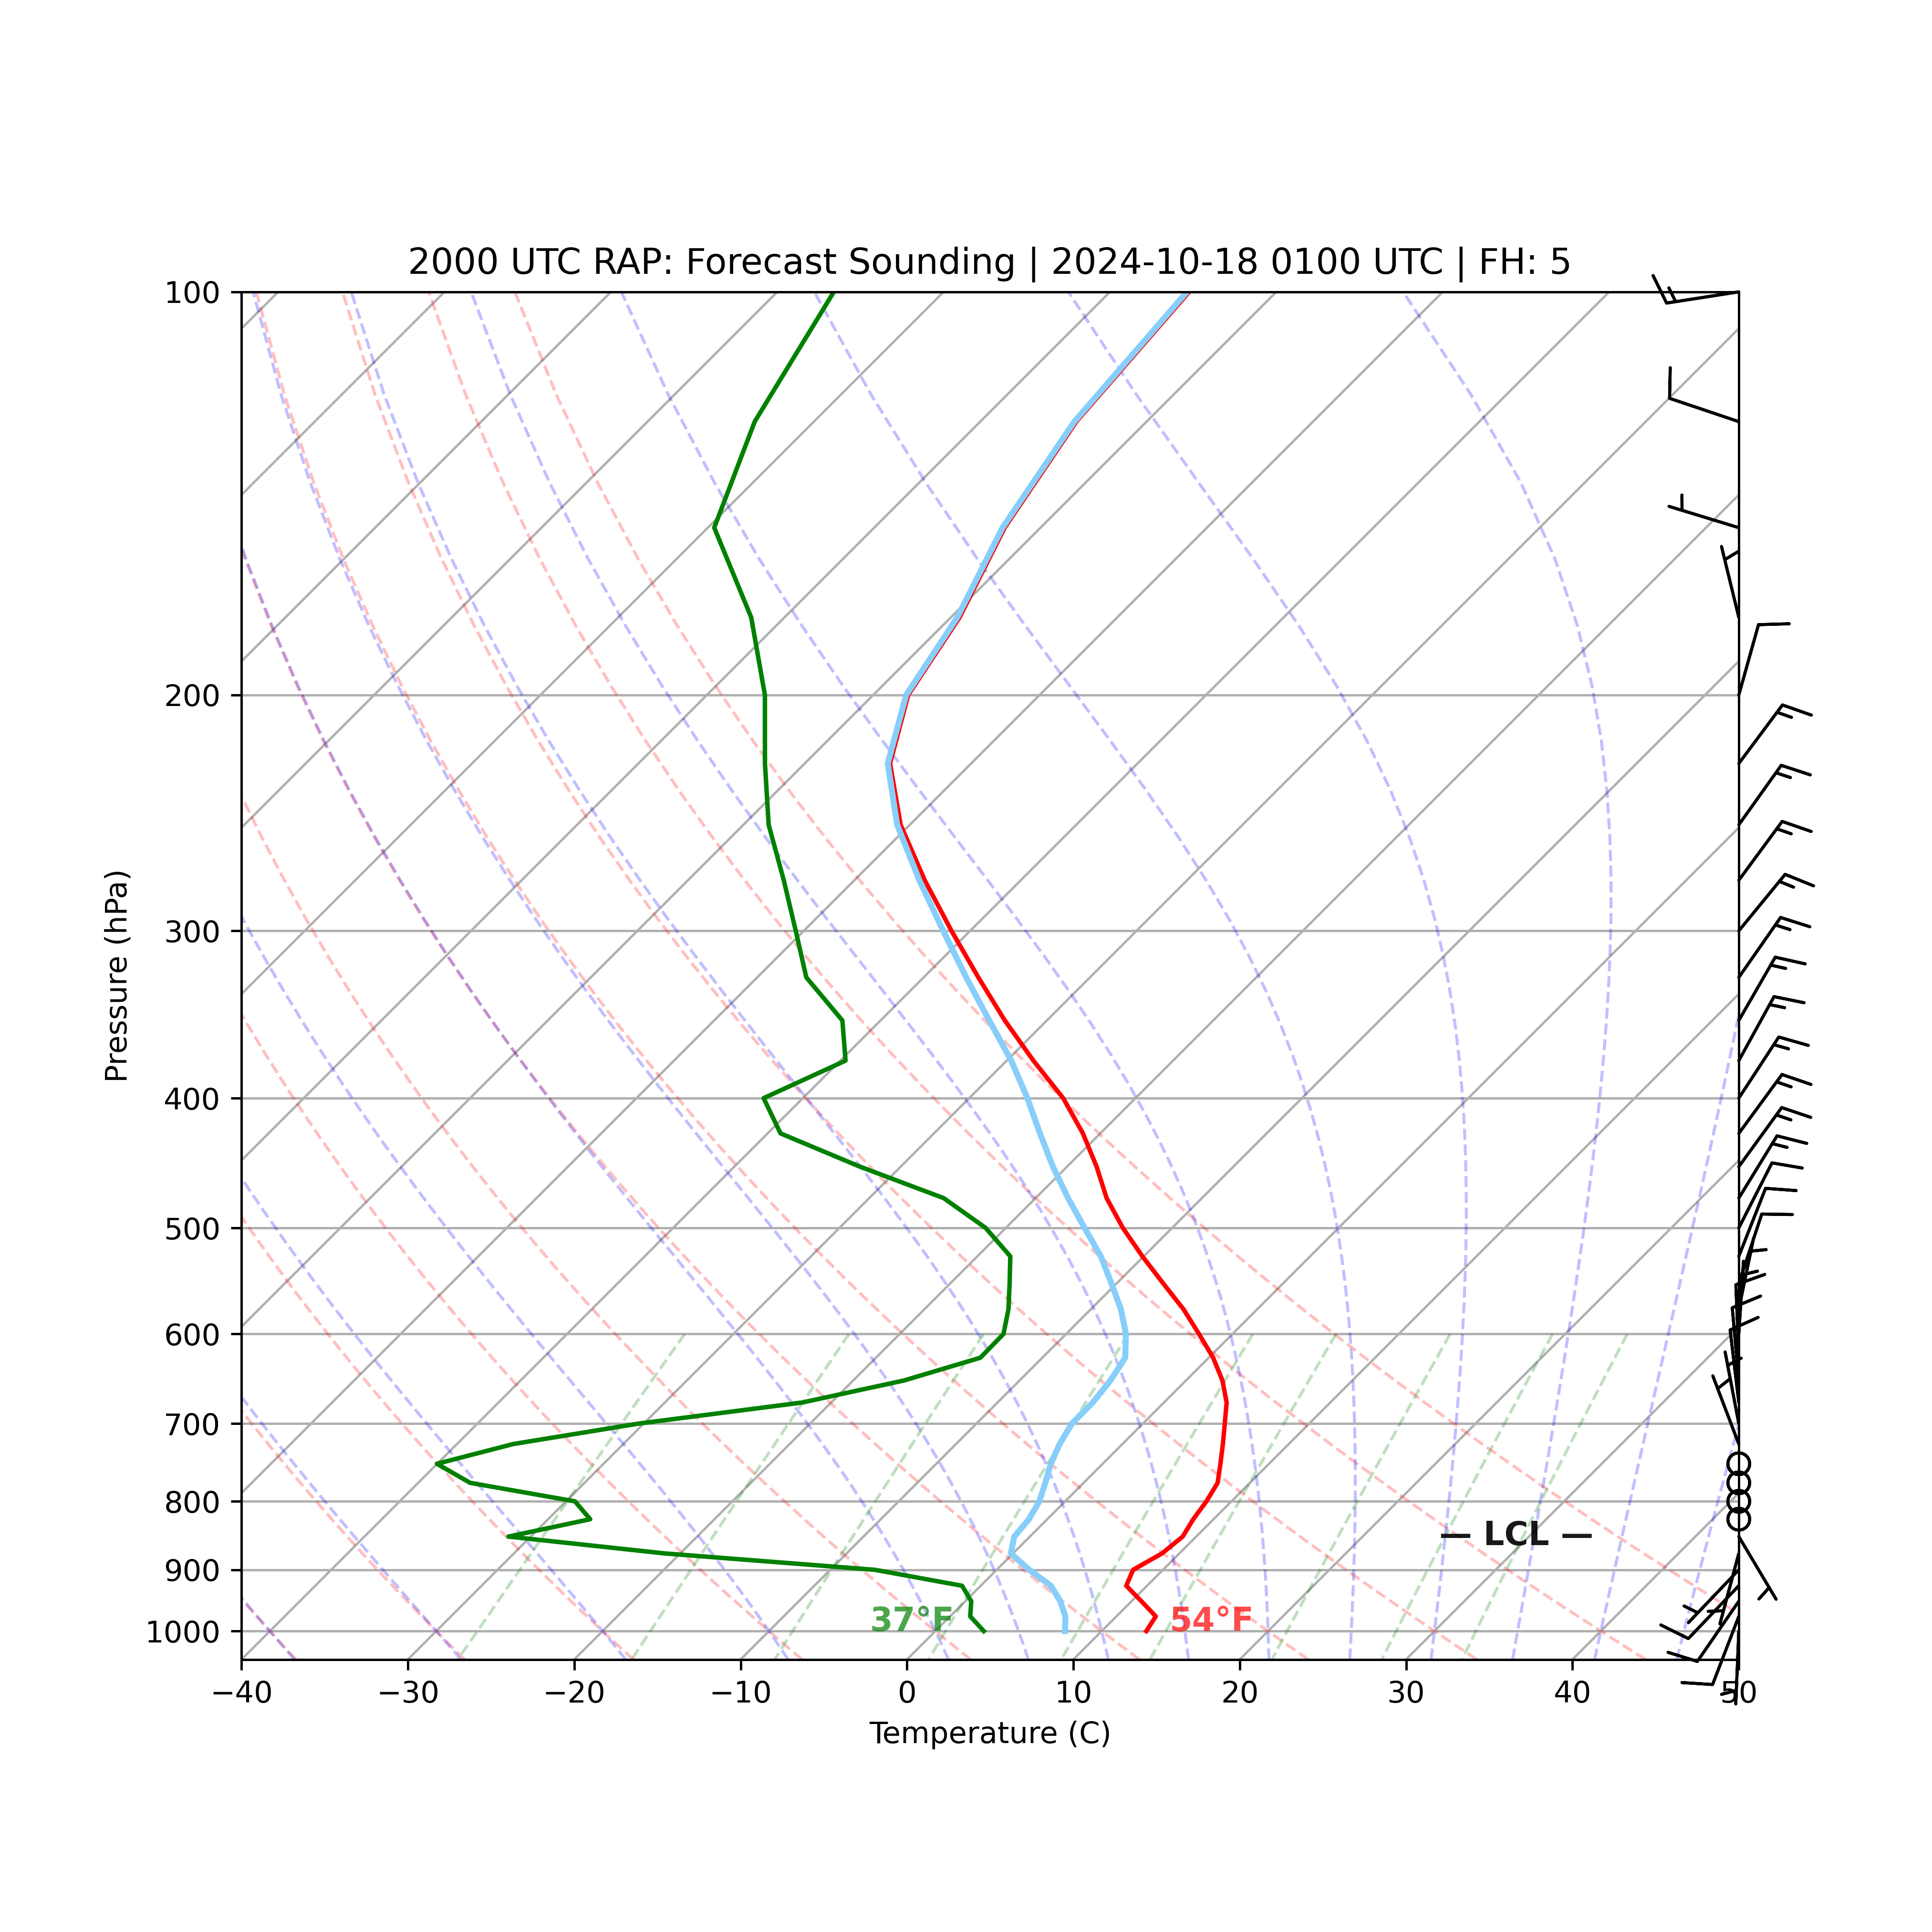 2000 UTC RAP: Forecast Sounding | 2024-10-18 0100 UTC | FH: 5
100
200
300
400
500
600
700
800
900
1000
Pressure (hPa)
— LCL —
37°F
54°F
−40 −30 −20 −10 0 10 20 30 40 50
Temperature (C)